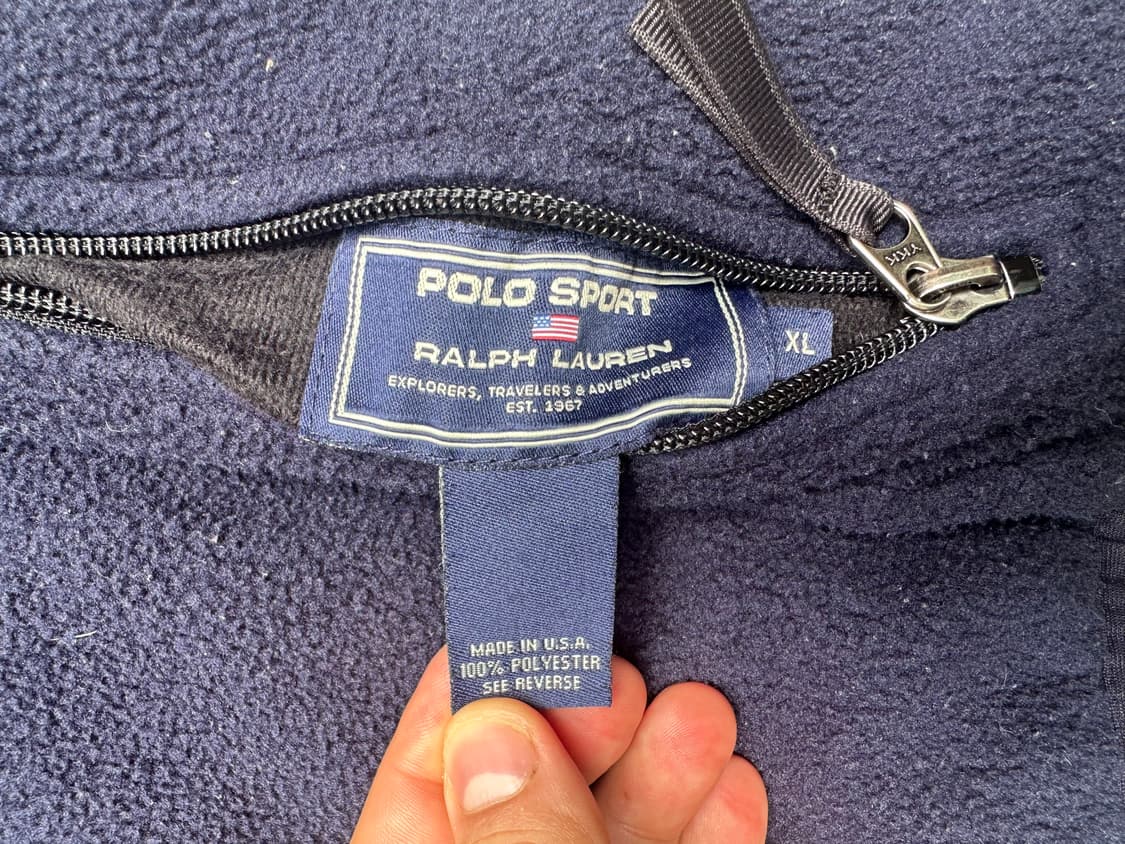 POLO SPORT
RALPH LAUREN
EXPLORERS, TRAVELERS & ADVENTURERS
EST. 1967
XL
YKK
MADE IN U.S.A.
100% POLYESTER
SEE REVERSE